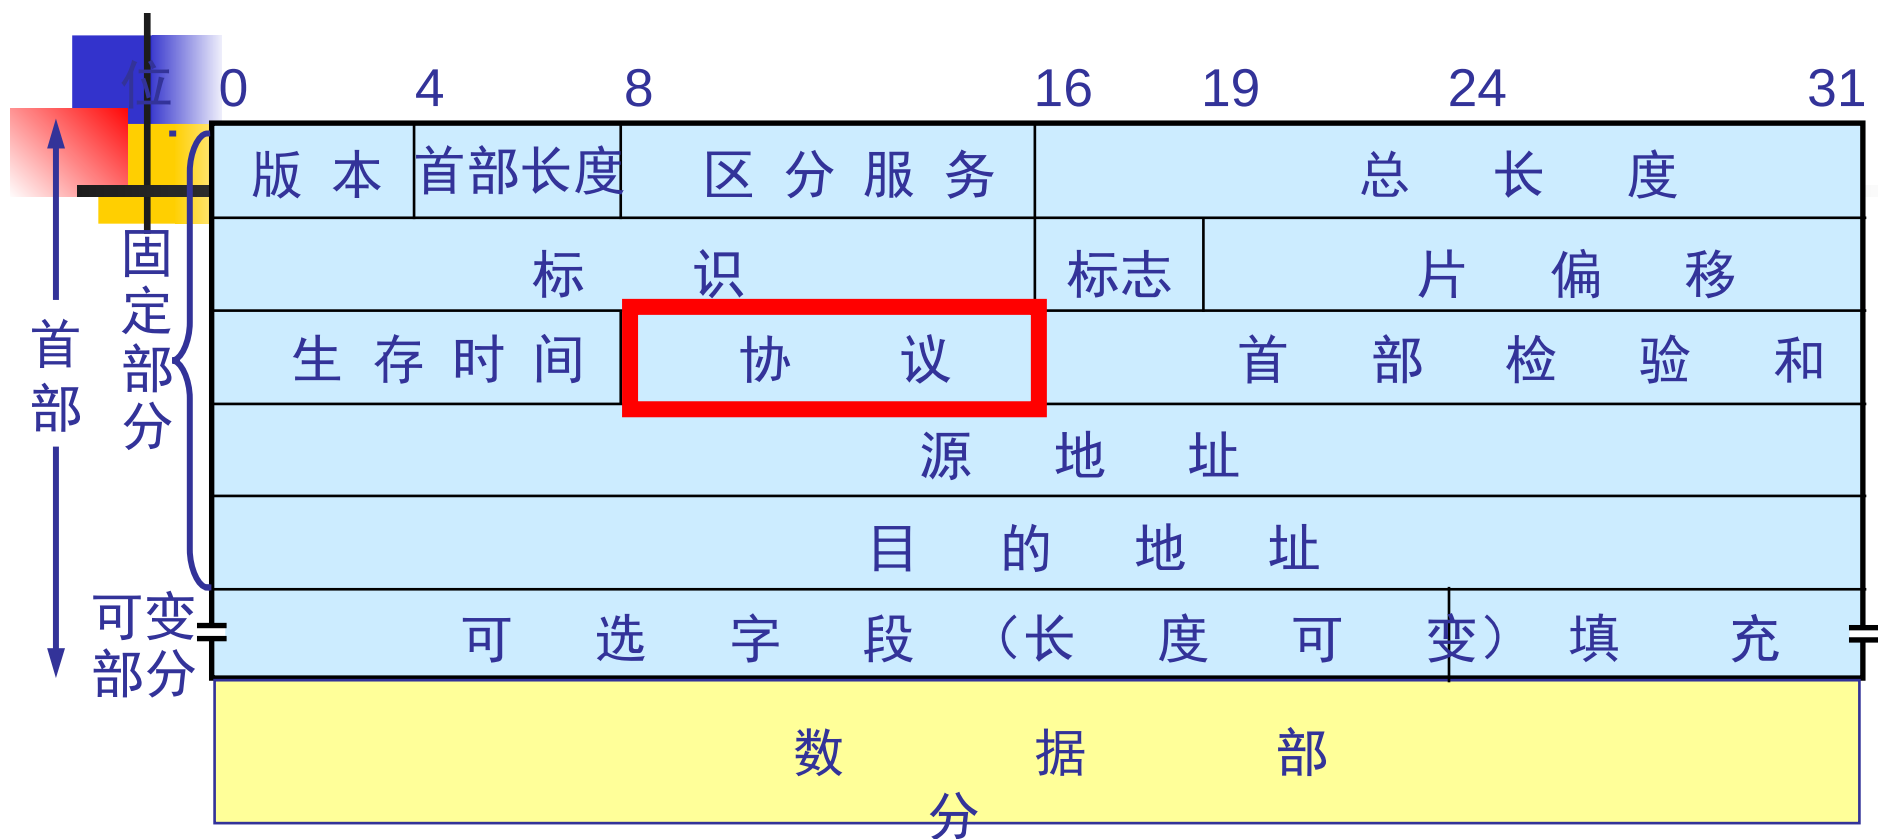 位 0 4 8 16 19 24 31
版本 首部长度 区分服务 总长度
标识 标志 片偏移
生存时间 协议 首部检验和
源地址
目的地址
可选字段（长度可变） 填充
数据部
分
首
部
固
定
部
分
可变
部分